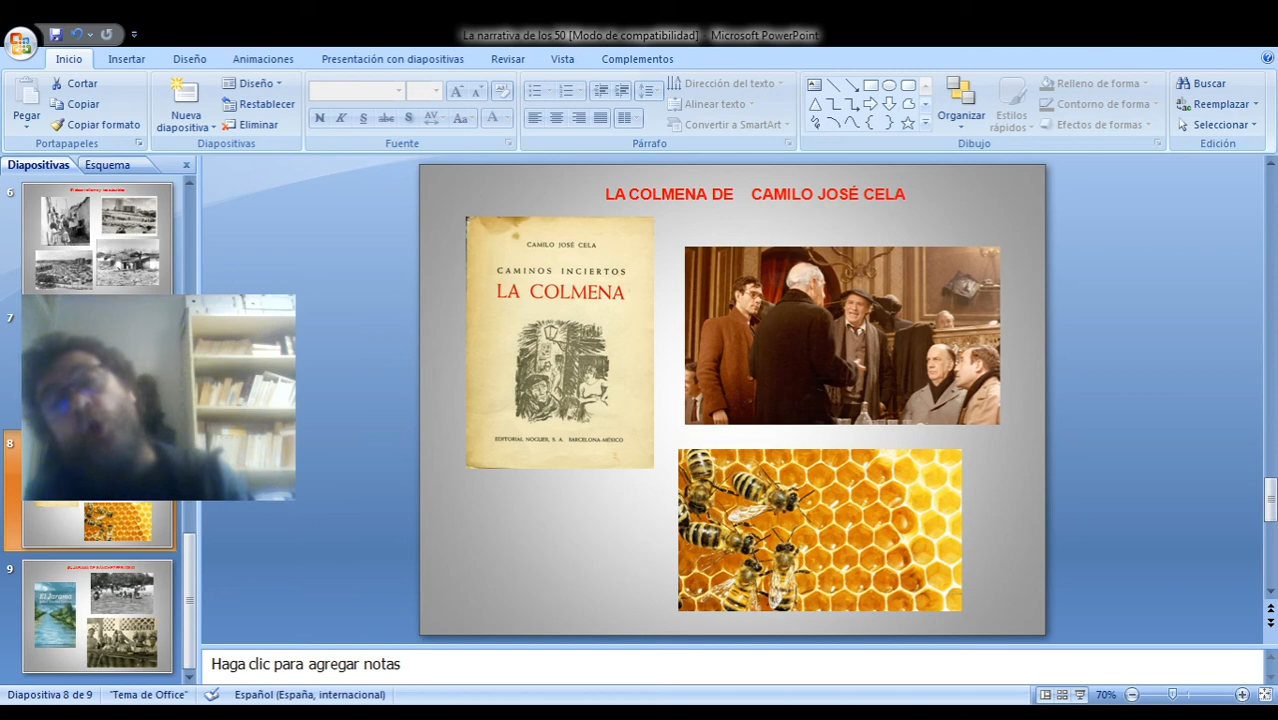 La narrativa de los 50 [Modo de compatibilidad] - Microsoft PowerPoint
Inicio Insertar Diseño Animaciones Presentación con diapositivas Revisar Vista Complementos
Pegar
Cortar
Copiar
Copiar formato
Portapapeles
Nueva diapositiva
Diseño
Restablecer
Eliminar
Diapositivas
N K S abc S AV Aa A
Fuente
Dirección del texto
Alinear texto
Convertir a SmartArt
Párrafo
Organizar
Estilos rápidos
Relleno de forma
Contorno de forma
Efectos de formas
Dibujo
Buscar
Reemplazar
Seleccionar
Edición
Diapositivas Esquema
6
7
8
9
El Jarama
LA COLMENA DE CAMILO JOSÉ CELA
CAMILO JOSÉ CELA
CAMINOS INCIERTOS
LA COLMENA
EDITORIAL NOGUER, S. A. BARCELONA-MÉXICO
Haga clic para agregar notas
Diapositiva 8 de 9 "Tema de Office" Español (España, internacional) 70%